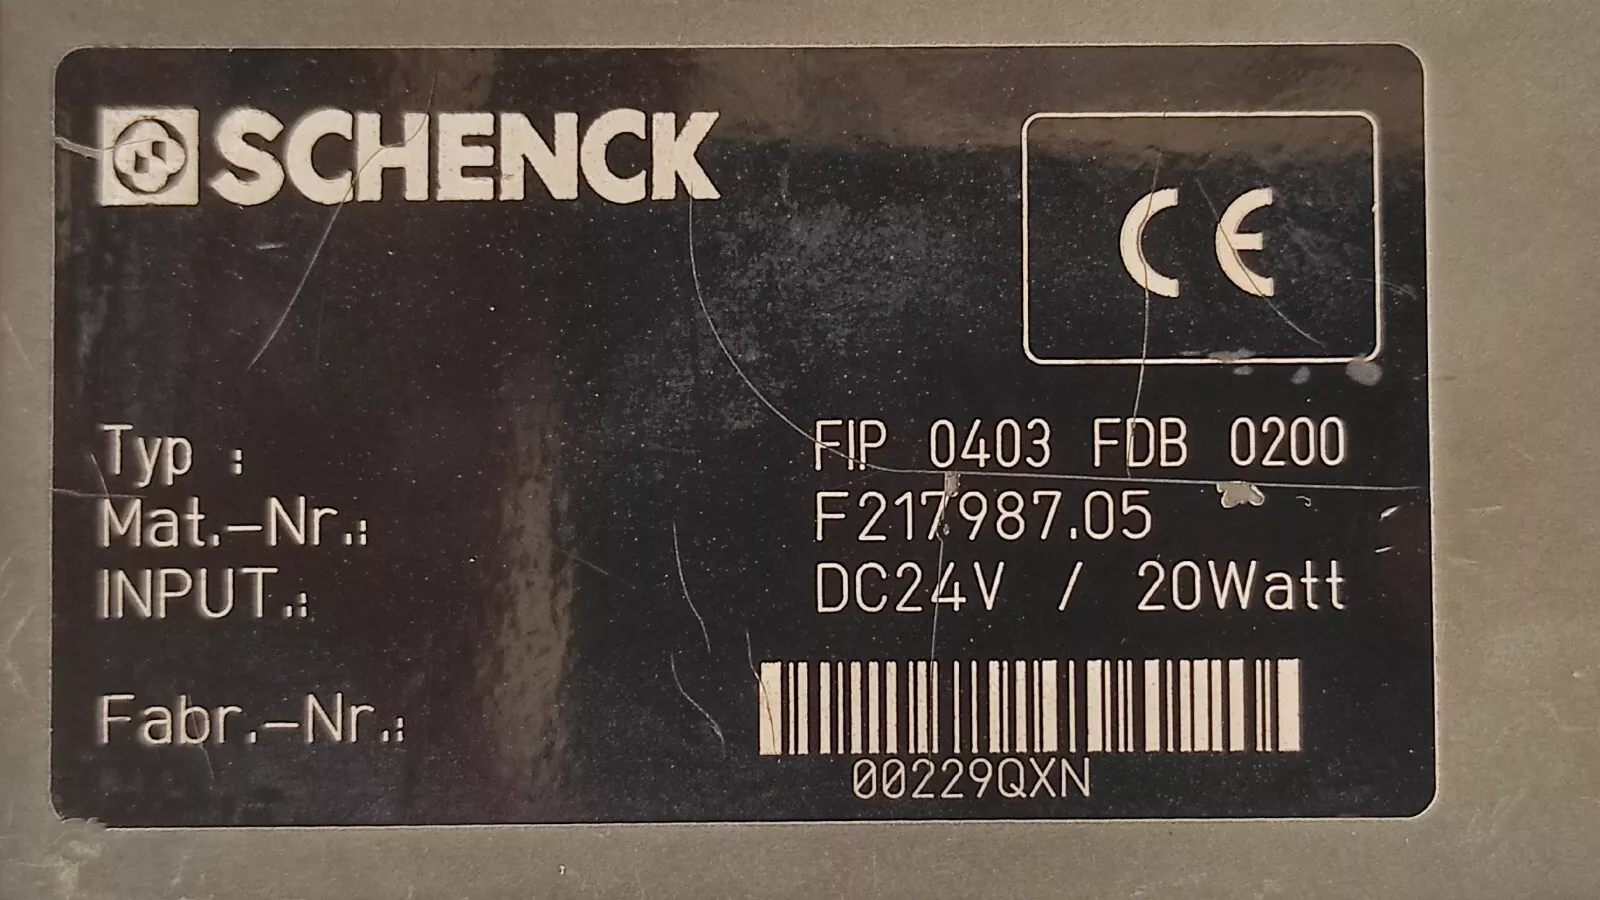 SCHENCK
CE
Typ : FIP 0403 FDB 0200
Mat.-Nr.: F217987.05
INPUT.: DC24V / 20Watt
Fabr.-Nr.:
00229QXN